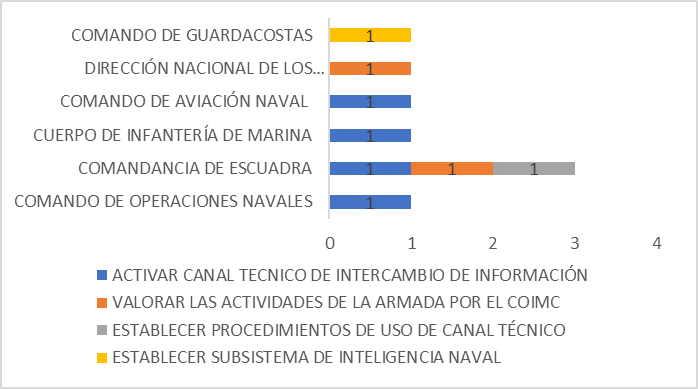 COMANDO DE GUARDACOSTAS 1
DIRECCIÓN NACIONAL DE LOS... 1
COMANDO DE AVIACIÓN NAVAL 1
CUERPO DE INFANTERÍA DE MARINA 1
COMANDANCIA DE ESCUADRA 1 1 1
COMANDO DE OPERACIONES NAVALES 1
0 1 2 3 4
ACTIVAR CANAL TECNICO DE INTERCAMBIO DE INFORMACIÓN
VALORAR LAS ACTIVIDADES DE LA ARMADA POR EL COIMC
ESTABLECER PROCEDIMIENTOS DE USO DE CANAL TÉCNICO
ESTABLECER SUBSISTEMA DE INTELIGENCIA NAVAL